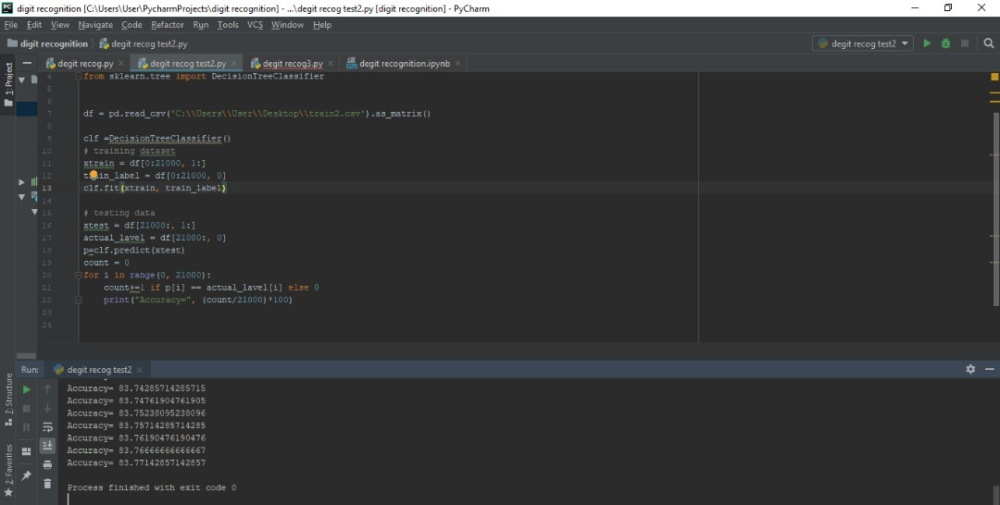 PC digit recognition [C:\Users\User\PycharmProjects\digit recognition] - ...\degit recog test2.py [digit recognition] - PyCharm
File Edit View Navigate Code Refactor Run Tools VCS Window Help
digit recognition degit recog test2.py degit recog test2
1: Project degit recog.py degit recog test2.py degit recog3.py degit recognition.ipynb
4 from sklearn.tree import DecisionTreeClassifier
5
6
7 df = pd.read_csv('C:\\Users\\User\\Desktop\\train2.csv').as_matrix()
8
9 clf =DecisionTreeClassifier()
10 # training dataset
11 xtrain = df[0:21000, 1:]
12 train_label = df[0:21000, 0]
13 clf.fit(xtrain, train_label)
14
15 # testing data
16 xtest = df[21000:, 1:]
17 actual_lavel = df[21000:, 0]
18 p=clf.predict(xtest)
19 count = 0
20 for i in range(0, 21000):
21 count+=1 if p[i] == actual_lavel[i] else 0
22 print("Accuracy=", (count/21000)*100)
23
24
Run: degit recog test2
Accuracy= 83.74285714285715
Accuracy= 83.74761904761905
Accuracy= 83.75238095238096
Accuracy= 83.75714285714285
Accuracy= 83.76190476190476
Accuracy= 83.76666666666667
Accuracy= 83.77142857142857
Process finished with exit code 0
Z: Structure
2: Favorites